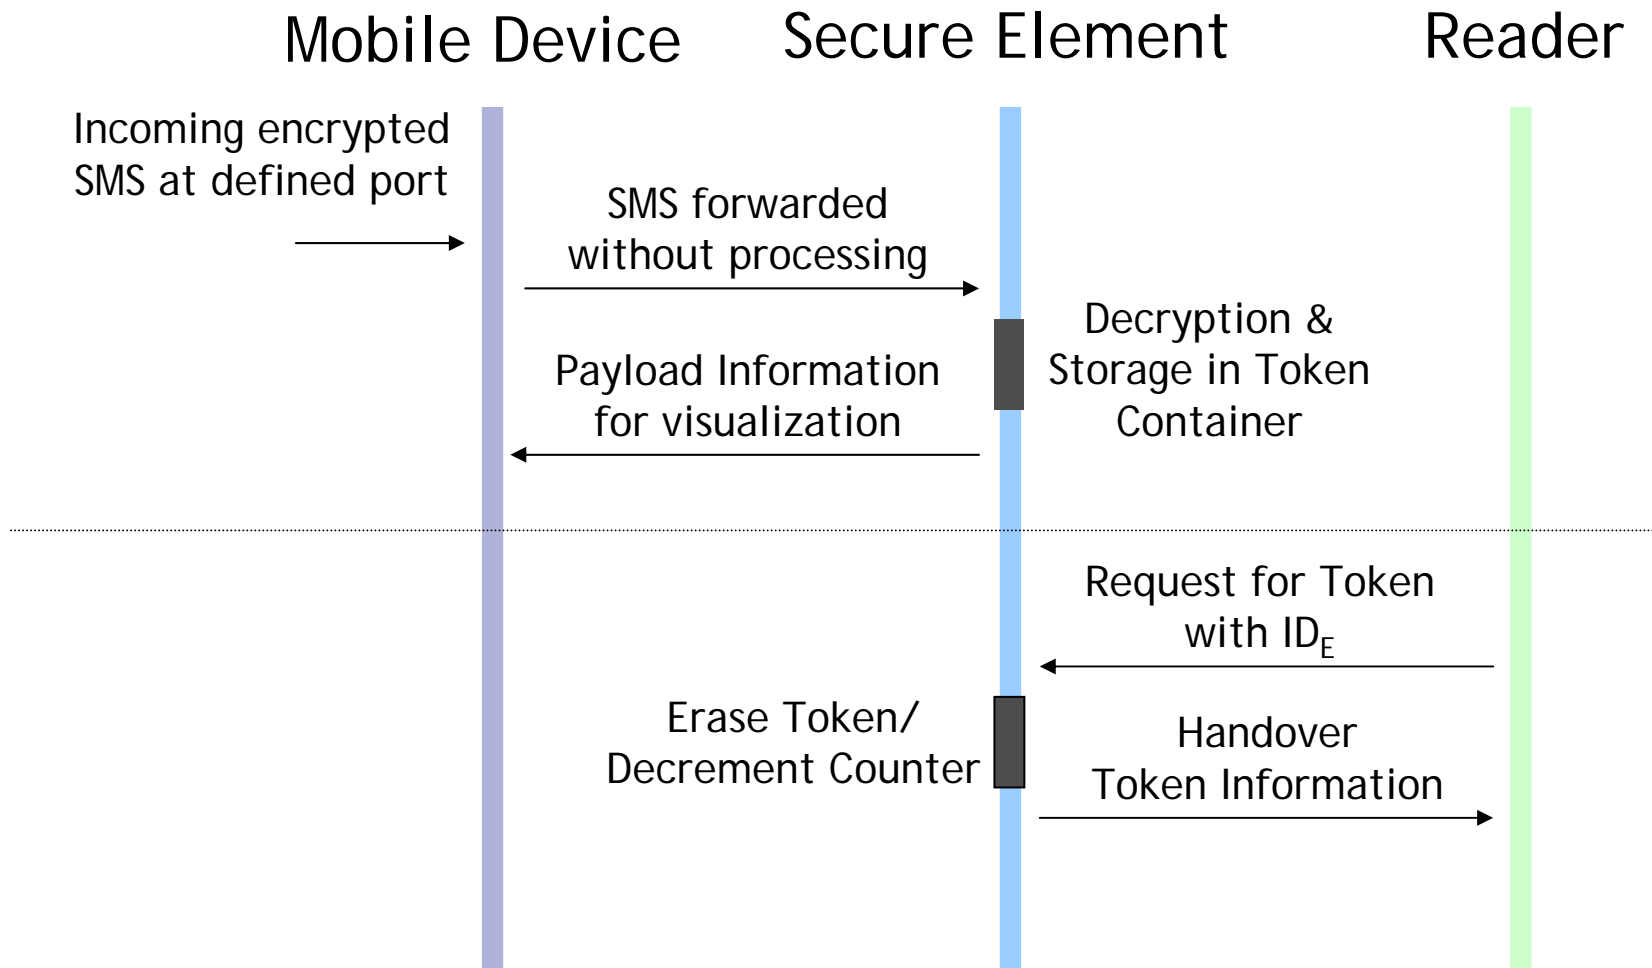 Mobile Device
Secure Element
Reader
Incoming encrypted
SMS at defined port
SMS forwarded
without processing
Decryption &
Storage in Token
Container
Payload Information
for visualization
Request for Token
with ID_E
Erase Token/
Decrement Counter
Handover
Token Information